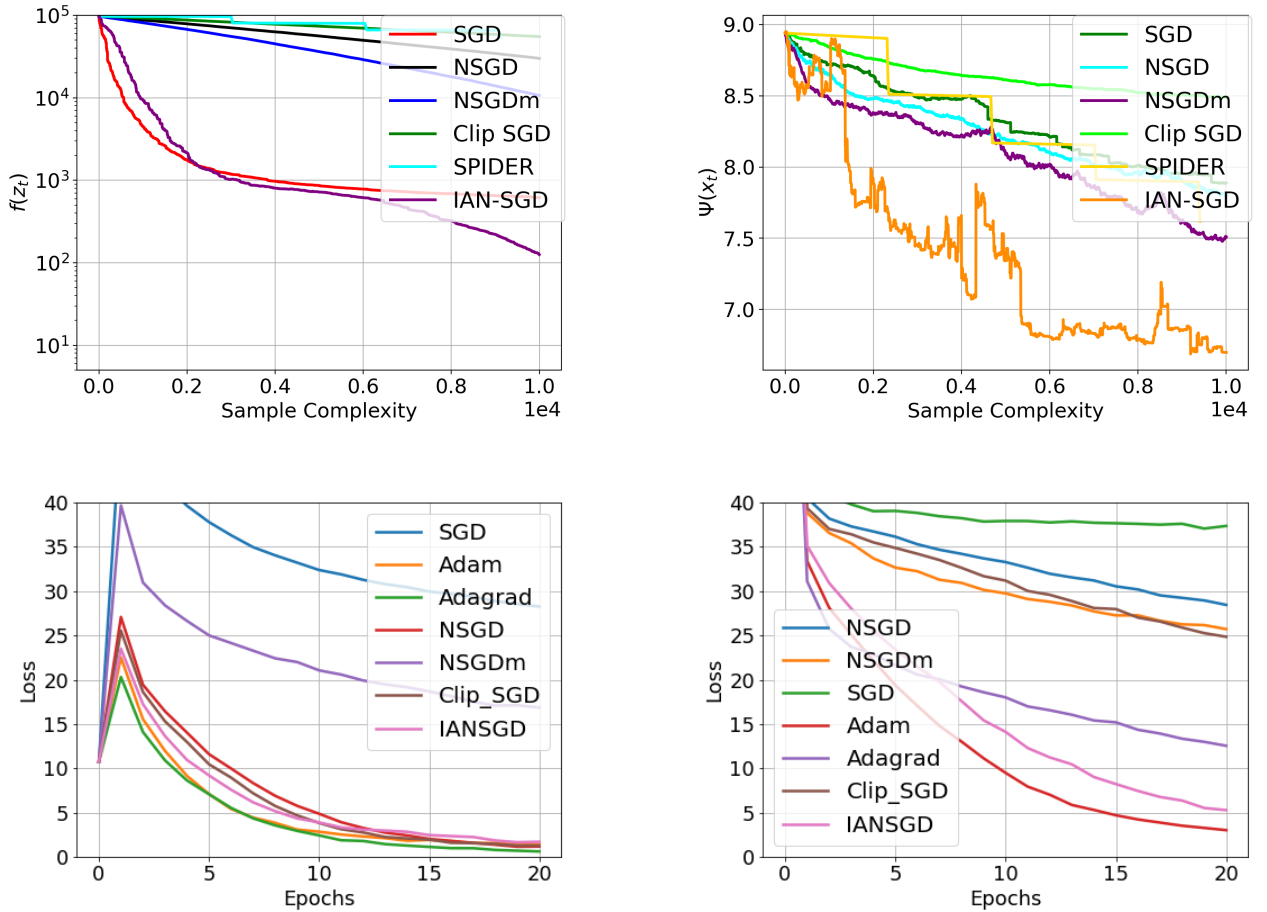 10^5
10^4
10^3
10^2
10^1
f(z_t)
SGD
NSGD
NSGDm
Clip SGD
SPIDER
IAN-SGD
0.0 0.2 0.4 0.6 0.8 1.0
1e4
Sample Complexity
9.0
8.5
8.0
7.5
7.0
Ψ(x_t)
SGD
NSGD
NSGDm
Clip SGD
SPIDER
IAN-SGD
0.0 0.2 0.4 0.6 0.8 1.0
1e4
Sample Complexity
40
35
30
25
20
15
10
5
0
Loss
SGD
Adam
Adagrad
NSGD
NSGDm
Clip_SGD
IANSGD
0 5 10 15 20
Epochs
40
35
30
25
20
15
10
5
0
Loss
NSGD
NSGDm
SGD
Adam
Adagrad
Clip_SGD
IANSGD
0 5 10 15 20
Epochs